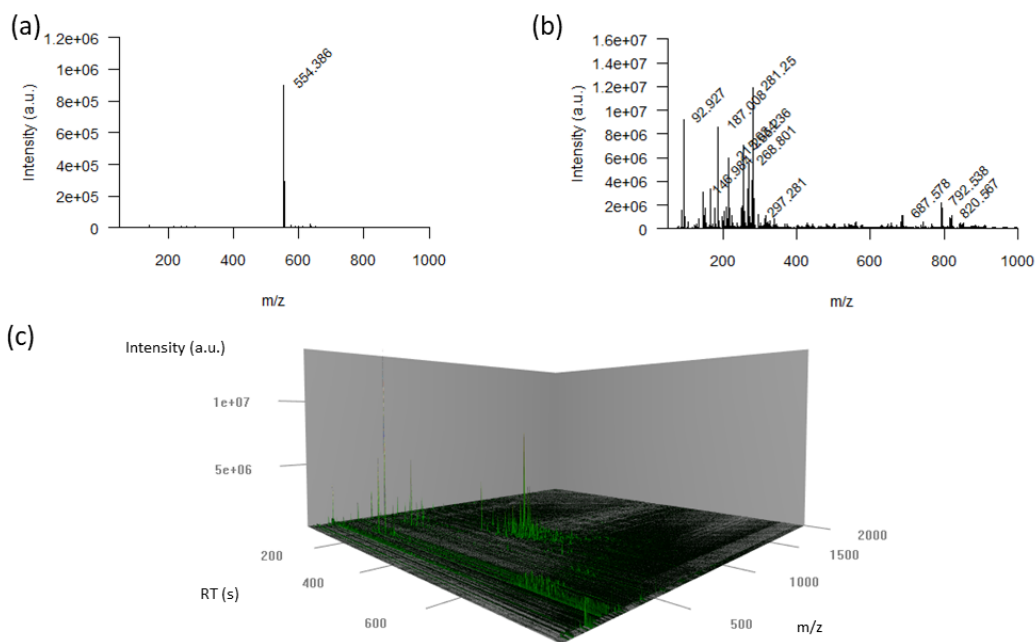 (a)
Intensity (a.u.)
1.2e+06
1e+06
8e+05
6e+05
4e+05
2e+05
0
554.386
200 400 600 800 1000
m/z
(b)
Intensity (a.u.)
1.6e+07
1.4e+07
1.2e+07
1e+07
8e+06
6e+06
4e+06
2e+06
0
92.927
187.008
281.25
268.801
297.281
687.578
792.538
820.567
200 400 600 800 1000
m/z
(c)
Intensity (a.u.)
1e+07
5e+06
200
400
600
RT (s)
2000
1500
1000
500
m/z